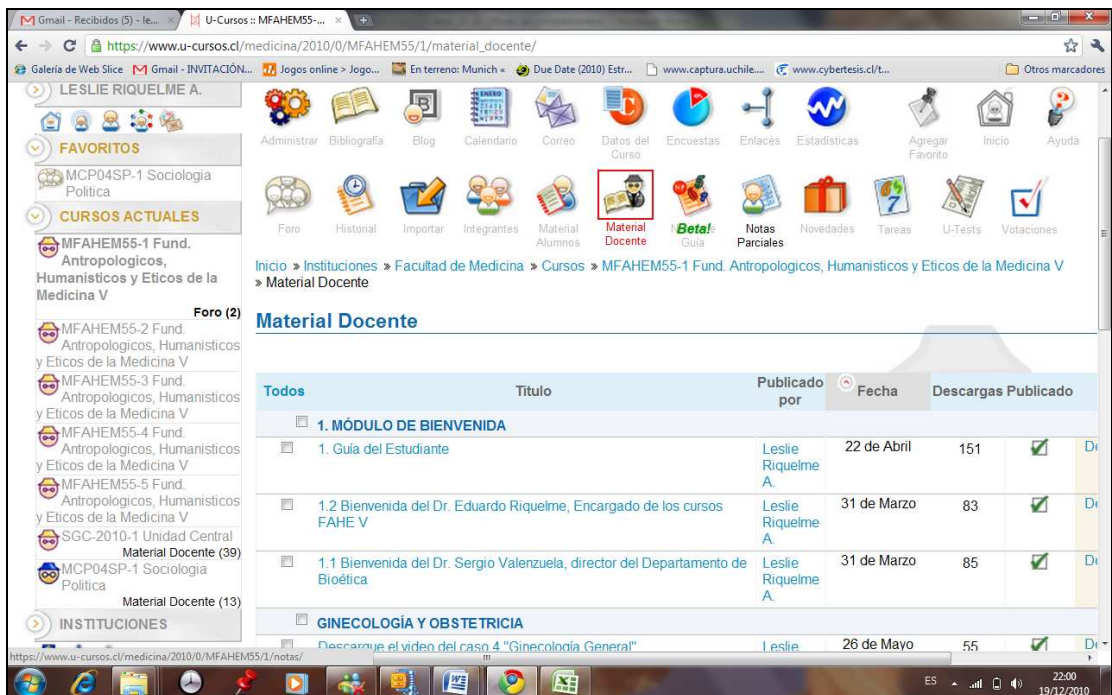 Gmail - Recibidos (5) - le...
U-Cursos :: MFAHEM55-...
https://www.u-cursos.cl/medicina/2010/0/MFAHEM55/1/material_docente/
Galería de Web Slice
Gmail - INVITACIÓN...
Jogos online > Jogo...
En terreno: Munich «
Due Date (2010) Estr...
www.captura.uchile....
www.cybertesis.cl/t...
Otros marcadores
LESLIE RIQUELME A.
FAVORITOS
MCP04SP-1 Sociologia
Politica
CURSOS ACTUALES
MFAHEM55-1 Fund.
Antropologicos,
Humanisticos y Eticos de la
Medicina V
Foro (2)
MFAHEM55-2 Fund.
Antropologicos, Humanisticos
y Eticos de la Medicina V
MFAHEM55-3 Fund.
Antropologicos, Humanisticos
y Eticos de la Medicina V
MFAHEM55-4 Fund.
Antropologicos, Humanisticos
y Eticos de la Medicina V
MFAHEM55-5 Fund.
Antropologicos, Humanisticos
y Eticos de la Medicina V
SGC-2010-1 Unidad Central
Material Docente (39)
MCP04SP-1 Sociologia
Politica
Material Docente (13)
INSTITUCIONES
Administrar
Bibliografía
Blog
Calendario
Correo
Datos del
Curso
Encuestas
Enlaces
Estadísticas
Agregar
Favorito
Inicio
Ayuda
Foro
Historial
Importar
Integrantes
Material
Alumnos
Material
Docente
Beta!
Guía
Notas
Parciales
Novedades
Tareas
U-Tests
Votaciones
Inicio » Instituciones » Facultad de Medicina » Cursos » MFAHEM55-1 Fund. Antropologicos, Humanisticos y Eticos de la Medicina V
» Material Docente
Material Docente
Todos Título Publicado por Fecha Descargas Publicado
1. MÓDULO DE BIENVENIDA
1. Guía del Estudiante Leslie Riquelme A. 22 de Abril 151 De
1.2 Bienvenida del Dr. Eduardo Riquelme, Encargado de los cursos
FAHE V Leslie Riquelme A. 31 de Marzo 83 De
1.1 Bienvenida del Dr. Sergio Valenzuela, director del Departamento de
Bioética Leslie Riquelme A. 31 de Marzo 85 De
GINECOLOGÍA Y OBSTETRICIA
Descargue el video del caso 4 "Ginecología General" Leslie 26 de Mayo 55 De
https://www.u-cursos.cl/medicina/2010/0/MFAHEM55/1/notas/
ES
22:00
19/12/2010